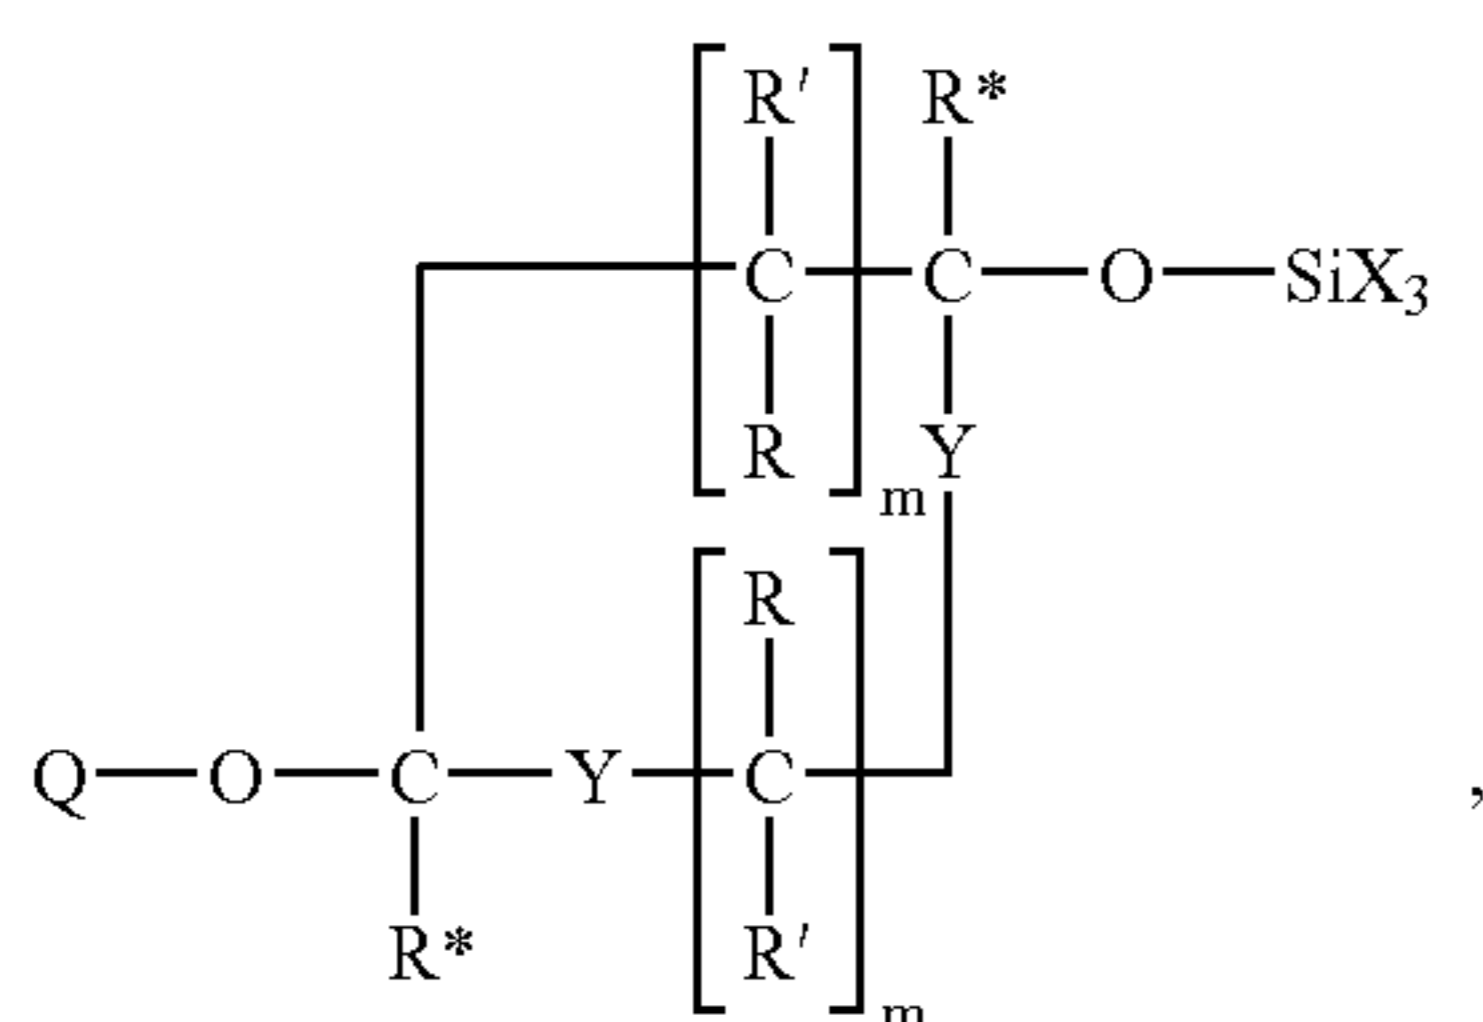 R′ R*
C C O SiX₃
R Y
m
R
Q O C Y C ,
R* R′
m